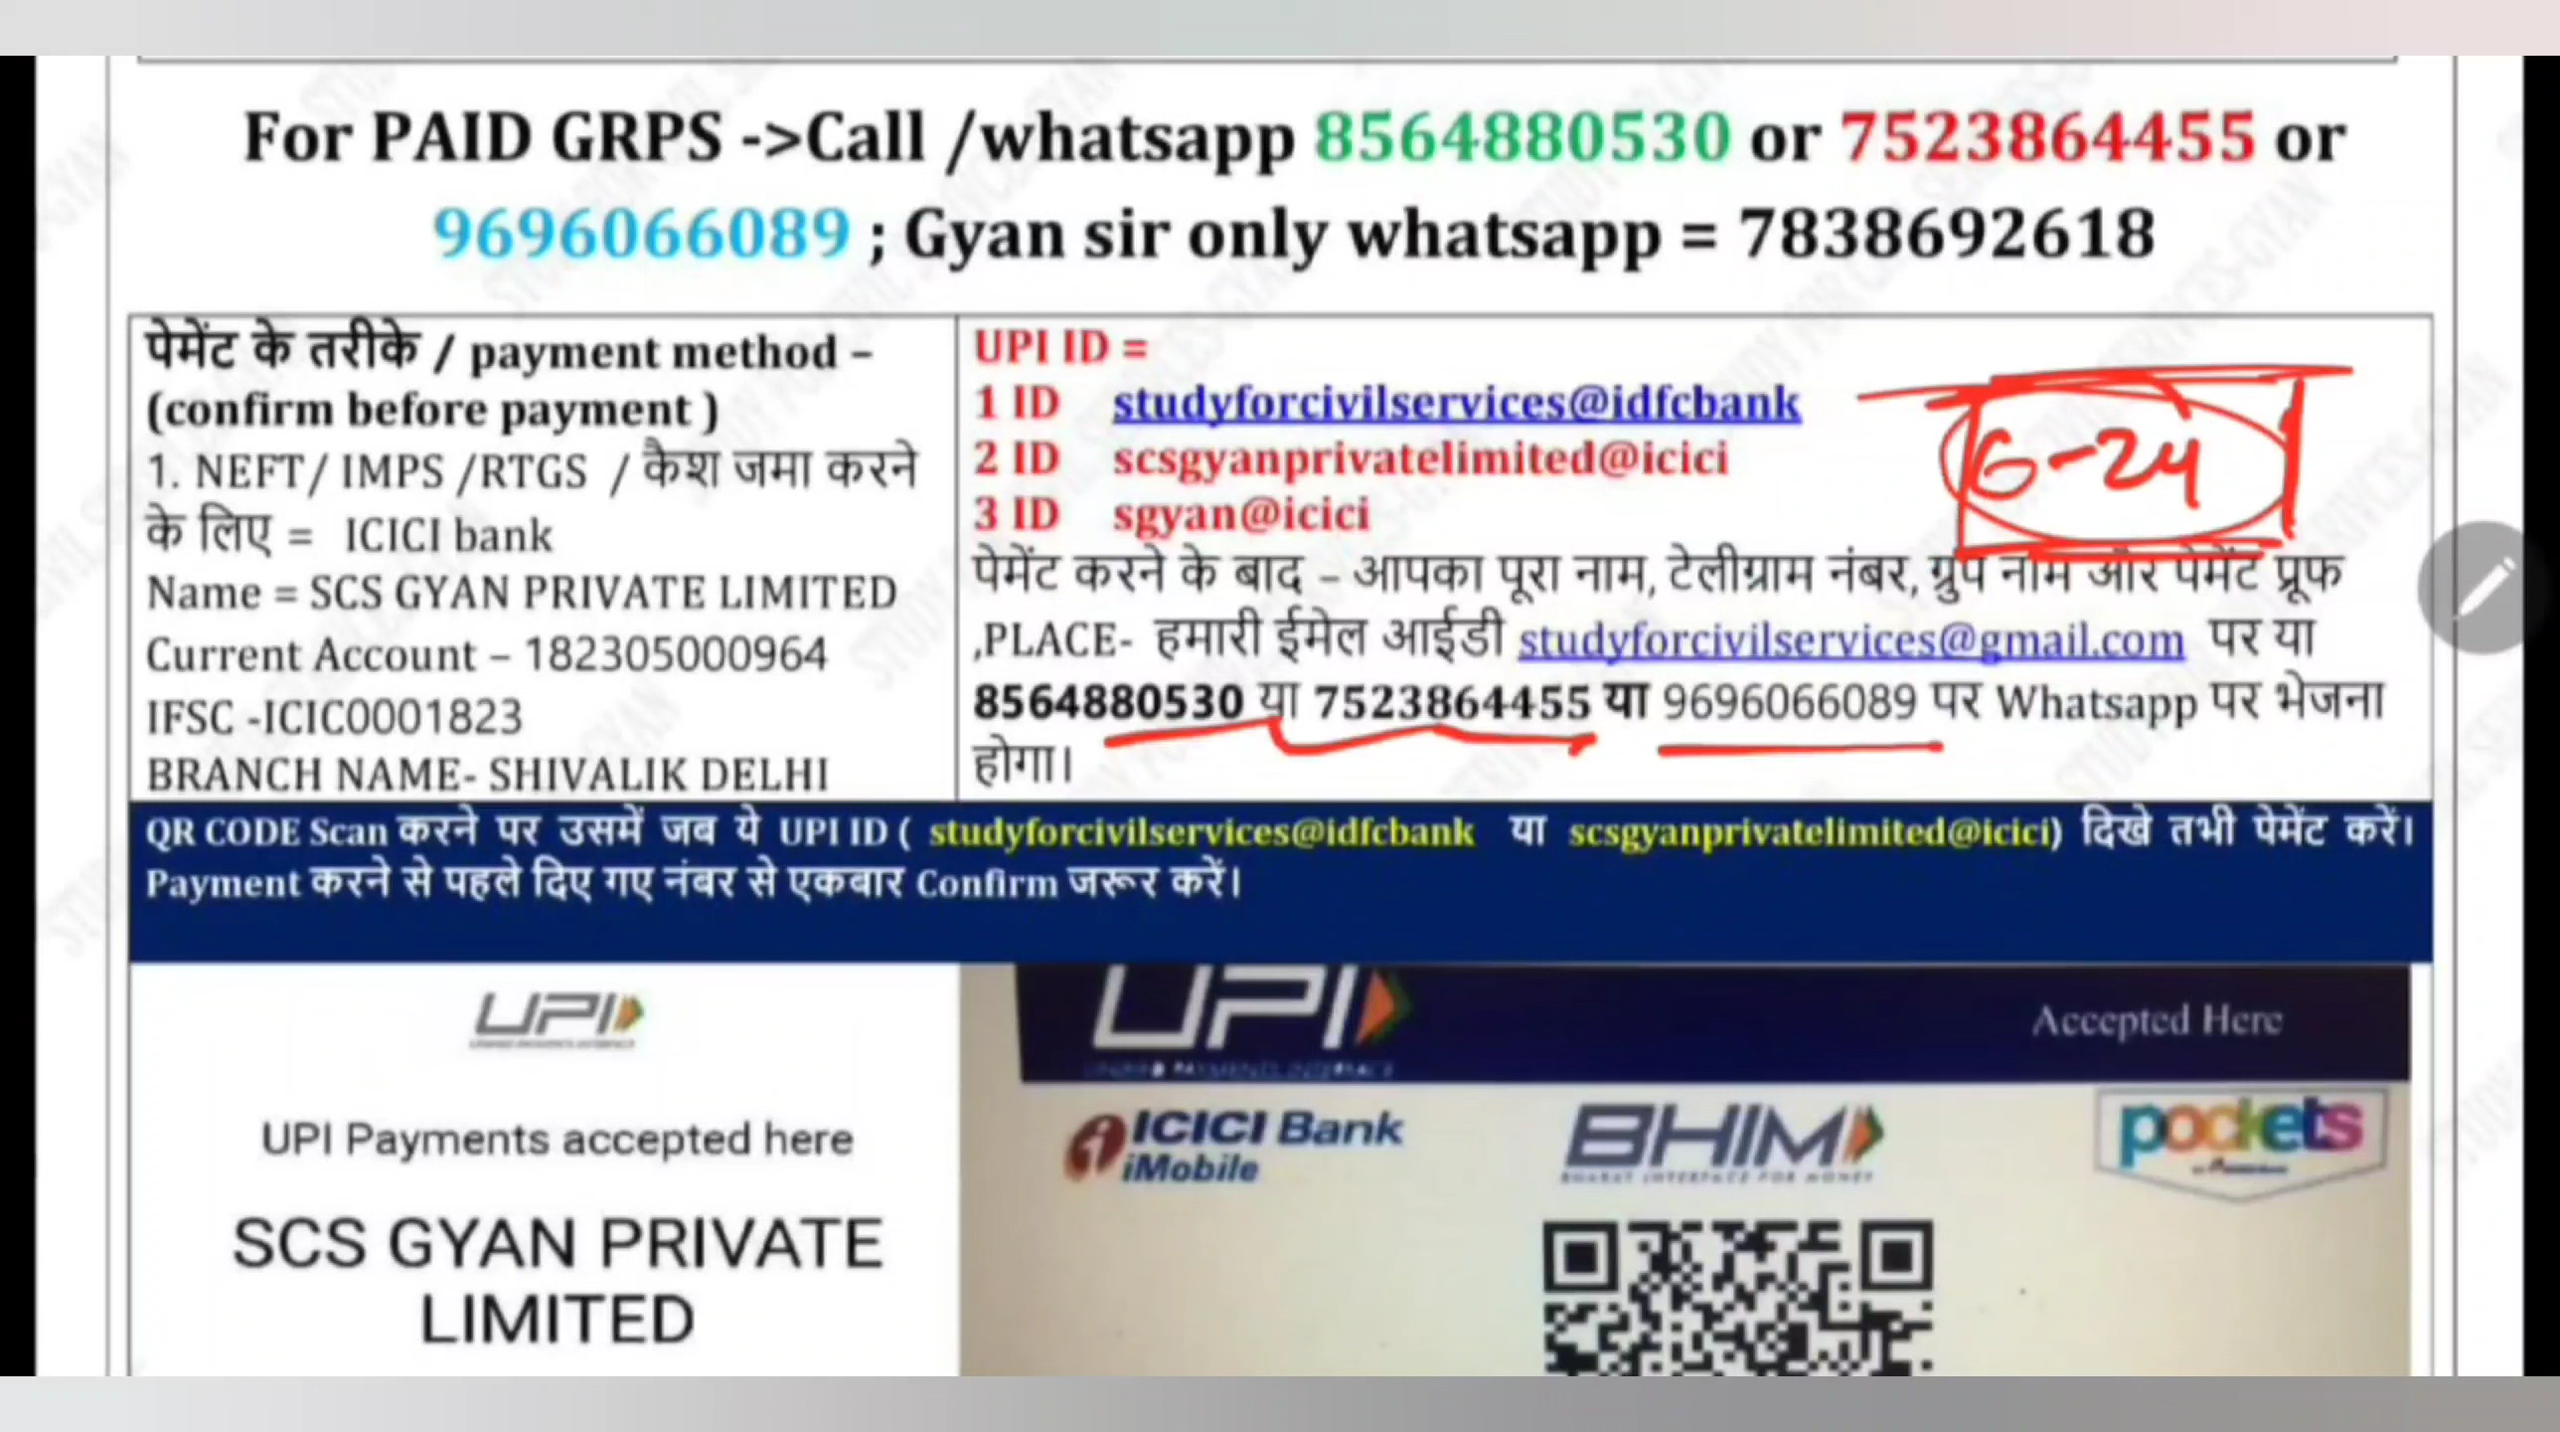 For PAID GRPS ->Call /whatsapp 8564880530 or 7523864455 or
9696066089 ; Gyan sir only whatsapp = 7838692618
पेमेंट के तरीके / payment method –
(confirm before payment )
1. NEFT/ IMPS /RTGS / कैश जमा करने
के लिए = ICICI bank
Name = SCS GYAN PRIVATE LIMITED
Current Account – 182305000964
IFSC -ICIC0001823
BRANCH NAME- SHIVALIK DELHI
UPI ID =
1 ID studyforcivilservices@idfcbank
2 ID scsgyanprivatelimited@icici
3 ID sgyan@icici
6-24
पेमेंट करने के बाद – आपका पूरा नाम, टेलीग्राम नंबर, ग्रुप नाम और पेमेंट प्रूफ
,PLACE- हमारी ईमेल आईडी studyforcivilservices@gmail.com पर या
8564880530 या 7523864455 या 9696066089 पर Whatsapp पर भेजना
होगा।
QR CODE Scan करने पर उसमें जब ये UPI ID ( studyforcivilservices@idfcbank या scsgyanprivatelimited@icici) दिखे तभी पेमेंट करें।
Payment करने से पहले दिए गए नंबर से एकबार Confirm जरूर करें।
UPI
UPI Payments accepted here
SCS GYAN PRIVATE
LIMITED
UPI
Accepted Here
ICICI Bank
iMobile
BHIM
BHARAT INTERFACE FOR MONEY
pockets